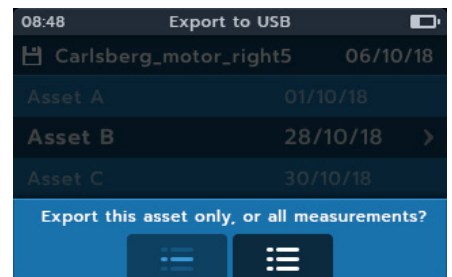 08:48 Export to USB
Carlsberg_motor_right5 06/10/18
Asset A 01/10/18
Asset B 28/10/18 >
Asset C 30/10/18
Export this asset only, or all measurements?